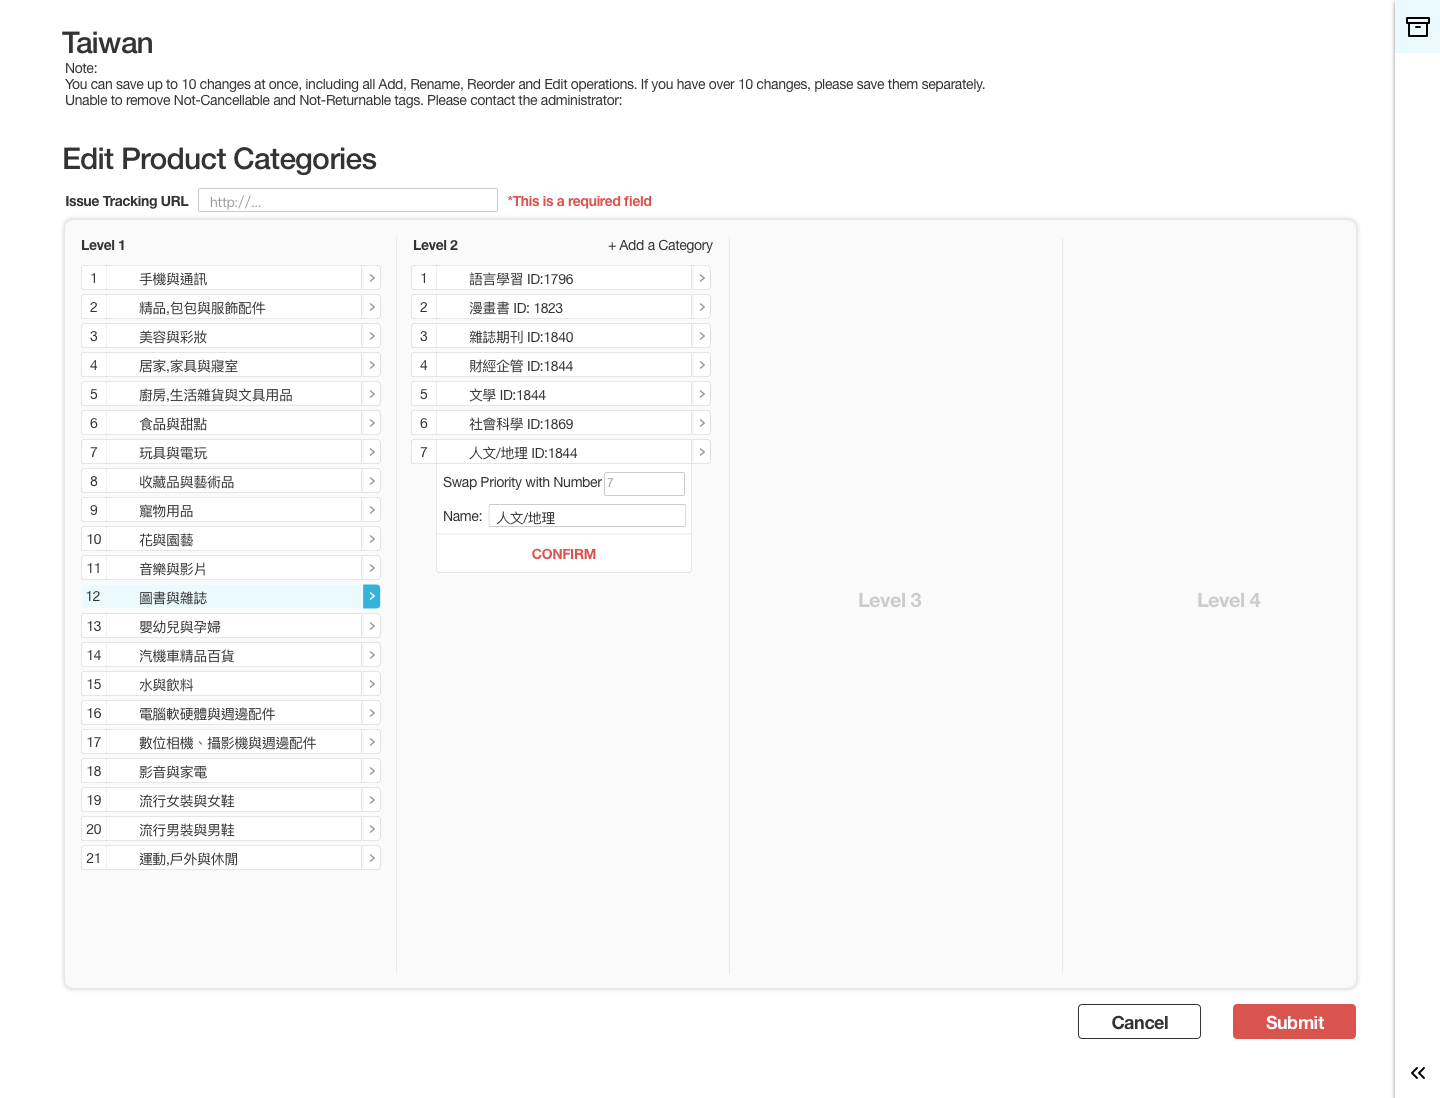 Taiwan
Note:
You can save up to 10 changes at once, including all Add, Rename, Reorder and Edit operations. If you have over 10 changes, please save them separately.
Unable to remove Not-Cancellable and Not-Returnable tags. Please contact the administrator:
Edit Product Categories
Issue Tracking URL http://... *This is a required field
Level 1
1 手機與通訊
2 精品,包包與服飾配件
3 美容與彩妝
4 居家,家具與寢室
5 廚房,生活雜貨與文具用品
6 食品與甜點
7 玩具與電玩
8 收藏品與藝術品
9 寵物用品
10 花與園藝
11 音樂與影片
12 圖書與雜誌
13 嬰幼兒與孕婦
14 汽機車精品百貨
15 水與飲料
16 電腦軟硬體與週邊配件
17 數位相機、攝影機與週邊配件
18 影音與家電
19 流行女裝與女鞋
20 流行男裝與男鞋
21 運動,戶外與休閒
Level 2 + Add a Category
1 語言學習 ID:1796
2 漫畫書 ID: 1823
3 雜誌期刊 ID:1840
4 財經企管 ID:1844
5 文學 ID:1844
6 社會科學 ID:1869
7 人文/地理 ID:1844
Swap Priority with Number 7
Name: 人文/地理
CONFIRM
Level 3
Level 4
Cancel Submit